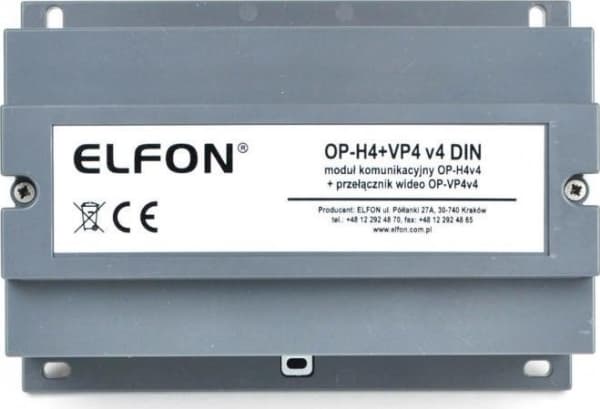 ELFON®
CE
OP-H4+VP4 v4 DIN
moduł komunikacyjny OP-H4v4
+ przełącznik wideo OP-VP4v4
Producent: ELFON ul. Półłanki 27A, 30-740 Kraków
tel.: +48 12 292 48 70, fax: +48 12 292 48 65
www.elfon.com.pl